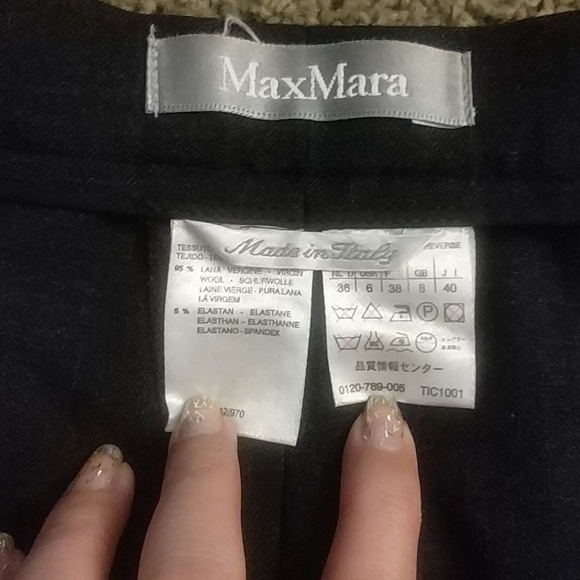 MaxMara
Made in Italy
REVERSE
95 % LANA VERGINE - VIRGIN
WOOL - SCHURWOLLE
LAINE VIERGE - PURA LANA
LÃ VIRGEM
5 % ELASTAN - ELASTANE
ELASTHAN - ELASTHANNE
ELASTANO - SPANDEX
12/970
GB J I
36 6 38 8 40
P
品質情報センター
0120-789-005 TIC1001